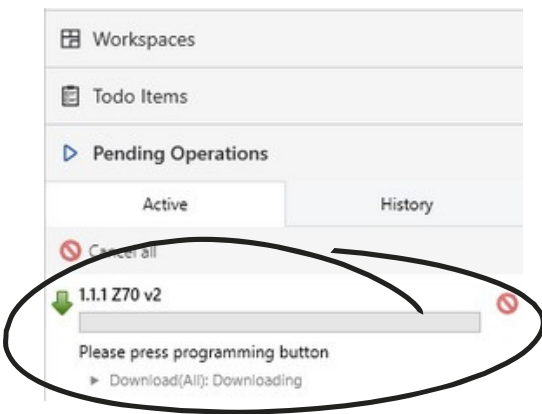 Workspaces
Todo Items
Pending Operations
Active History
Cancel all
1.1.1 Z70 v2
Please press programming button
Download(All): Downloading